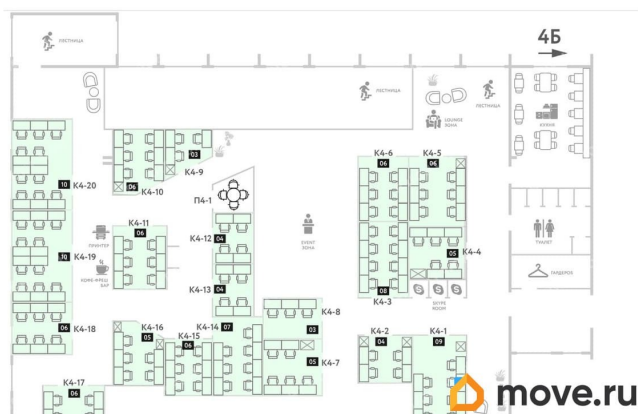 ЛЕСТНИЦА
4Б
ЛЕСТНИЦА
ЛЕСТНИЦА
LOUNGE
ЗОНА
КУХНЯ
03
К4-9
06
К4-10
К4-6
06
К4-5
06
10
К4-20
П4-1
К4-11
06
ПРИНТЕР
EVENT
ЗОНА
ТУАЛЕТ
К4-12
04
05
К4-4
10
К4-19
КОФЕ-ФРЕШ
БАР
ГАРДЕРОБ
К4-13
04
08
К4-3
SKYPE
ROOM
К4-8
03
06
К4-18
К4-16
05
К4-15
06
К4-14
07
К4-2
04
К4-1
09
05
К4-7
К4-17
06
move.ru